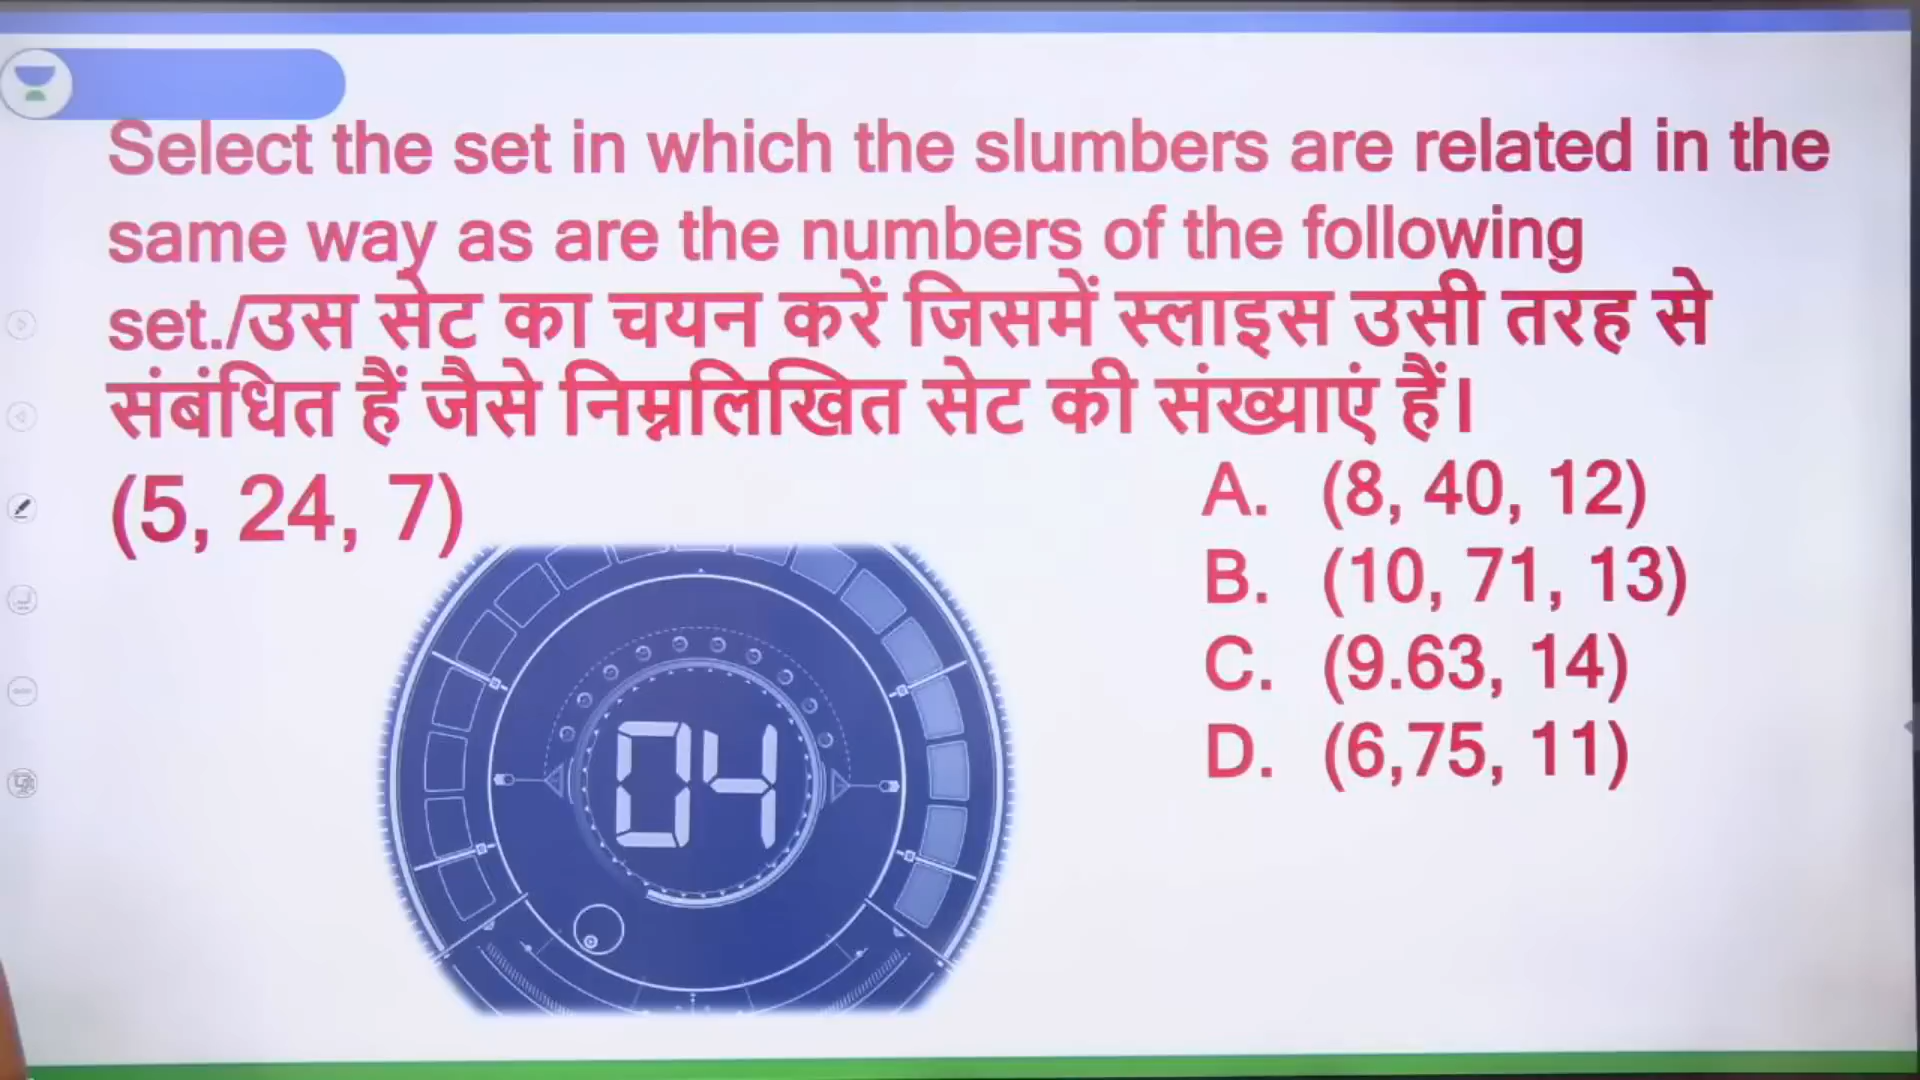 Select the set in which the slumbers are related in the
same way as are the numbers of the following
set./उस सेट का चयन करें जिसमें स्लाइस उसी तरह से
संबंधित हैं जैसे निम्नलिखित सेट की संख्याएं हैं।
(5, 24, 7)
A. (8, 40, 12)
B. (10, 71, 13)
C. (9.63, 14)
D. (6,75, 11)
04